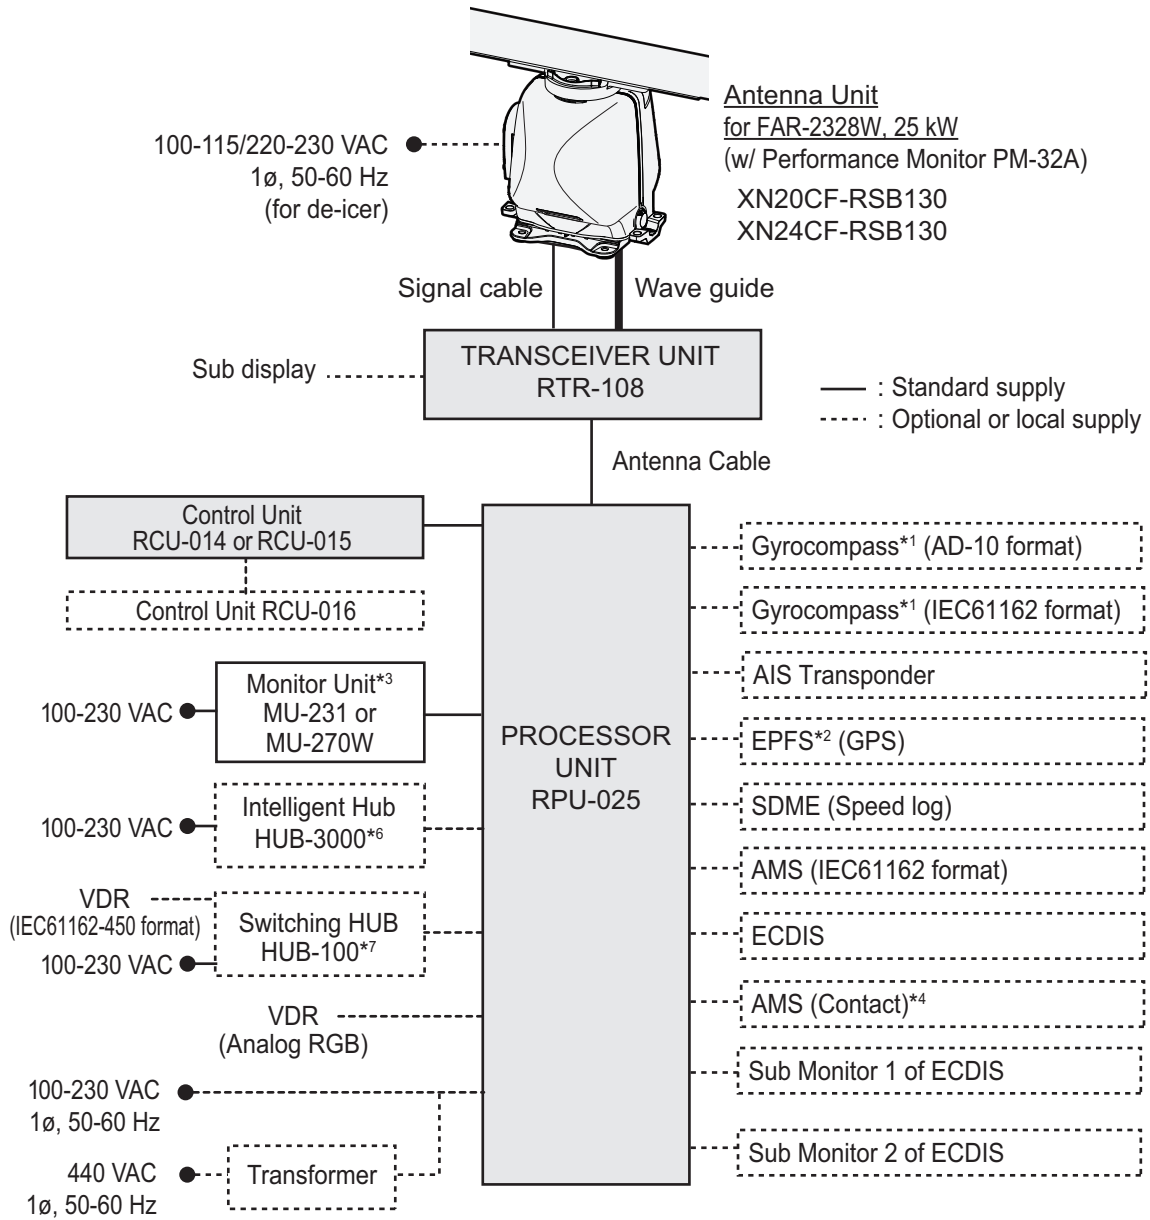 Antenna Unit
for FAR-2328W, 25 kW
(w/ Performance Monitor PM-32A)
XN20CF-RSB130
XN24CF-RSB130
100-115/220-230 VAC
1ø, 50-60 Hz
(for de-icer)
Signal cable
Wave guide
TRANSCEIVER UNIT
RTR-108
Sub display
: Standard supply
: Optional or local supply
Antenna Cable
Control Unit
RCU-014 or RCU-015
Control Unit RCU-016
Monitor Unit*3
MU-231 or
MU-270W
100-230 VAC
Intelligent Hub
HUB-3000*6
100-230 VAC
VDR
(IEC61162-450 format)
Switching HUB
HUB-100*7
100-230 VAC
VDR
(Analog RGB)
100-230 VAC
1ø, 50-60 Hz
440 VAC
1ø, 50-60 Hz
Transformer
PROCESSOR
UNIT
RPU-025
Gyrocompass*1 (AD-10 format)
Gyrocompass*1 (IEC61162 format)
AIS Transponder
EPFS*2 (GPS)
SDME (Speed log)
AMS (IEC61162 format)
ECDIS
AMS (Contact)*4
Sub Monitor 1 of ECDIS
Sub Monitor 2 of ECDIS